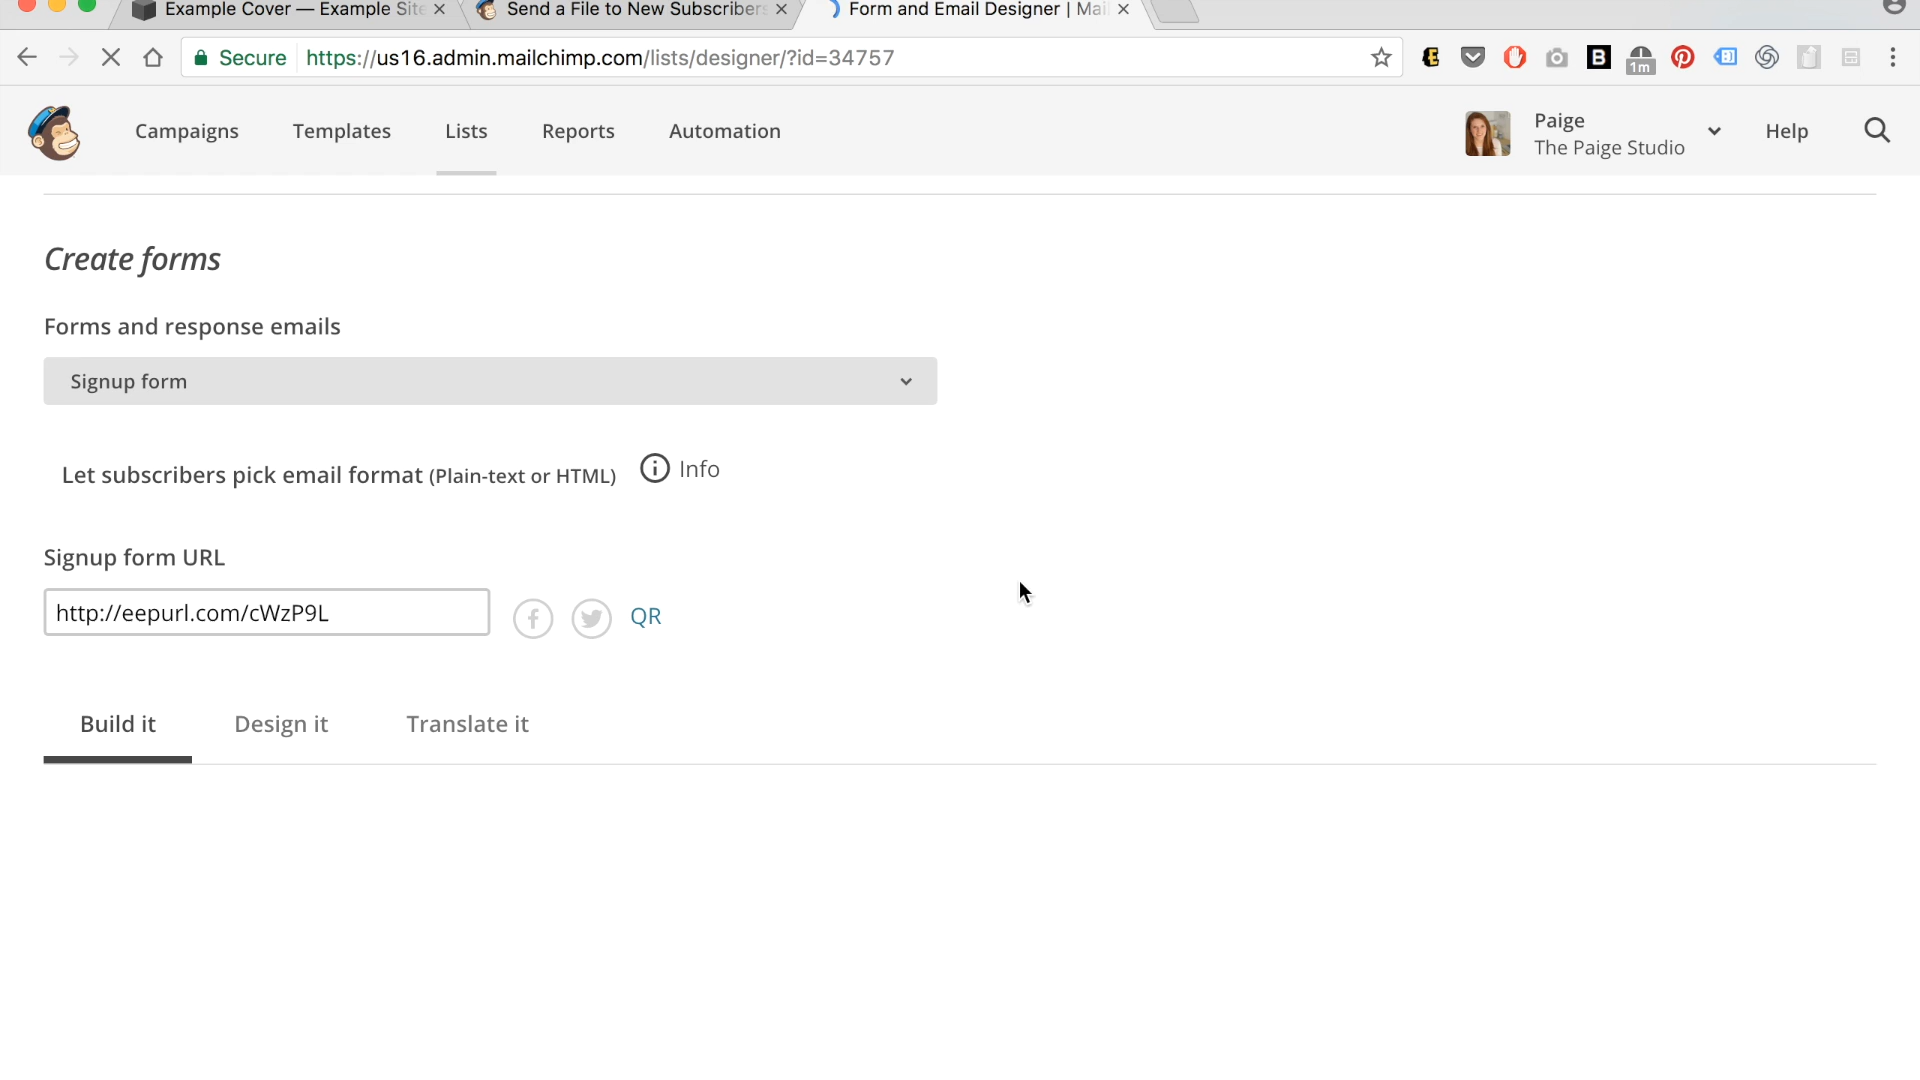 Example Cover — Example Site
Send a File to New Subscribers
Form and Email Designer | Mai
Secure
https://us16.admin.mailchimp.com/lists/designer/?id=34757
B
1m
Campaigns
Templates
Lists
Reports
Automation
Paige
The Paige Studio
Help
Create forms
Forms and response emails
Signup form
Let subscribers pick email format (Plain-text or HTML)
Info
Signup form URL
http://eepurl.com/cWzP9L
QR
Build it
Design it
Translate it